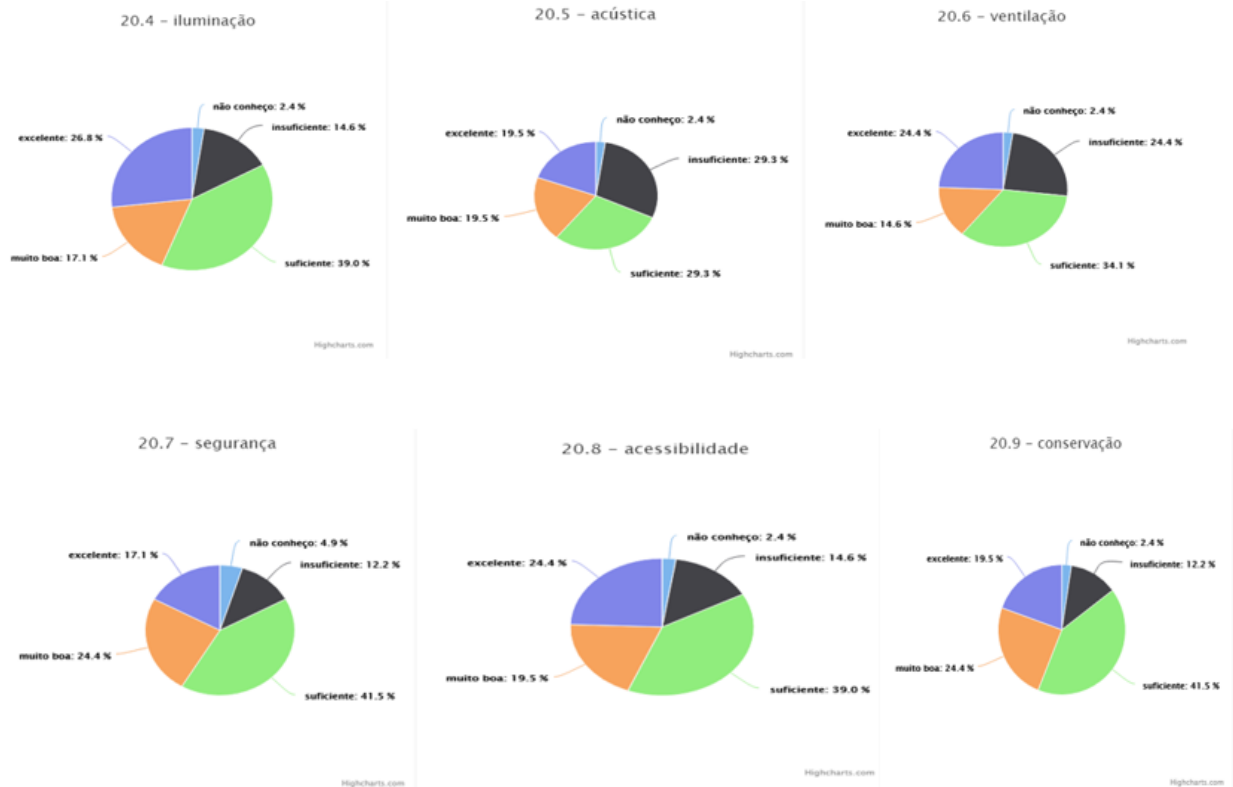 20.4 – iluminação
não conheço: 2.4 %
insuficiente: 14.6 %
excelente: 26.8 %
muito boa: 17.1 %
suficiente: 39.0 %
Highcharts.com
20.5 – acústica
não conheço: 2.4 %
excelente: 19.5 %
insuficiente: 29.3 %
muito boa: 19.5 %
suficiente: 29.3 %
Highcharts.com
20.6 – ventilação
não conheço: 2.4 %
excelente: 24.4 %
insuficiente: 24.4 %
muito boa: 14.6 %
suficiente: 34.1 %
Highcharts.com
20.7 – segurança
não conheço: 4.9 %
excelente: 17.1 %
insuficiente: 12.2 %
muito boa: 24.4 %
suficiente: 41.5 %
Highcharts.com
20.8 – acessibilidade
não conheço: 2.4 %
insuficiente: 14.6 %
excelente: 24.4 %
muito boa: 19.5 %
suficiente: 39.0 %
Highcharts.com
20.9 – conservação
não conheço: 2.4 %
excelente: 19.5 %
insuficiente: 12.2 %
muito boa: 24.4 %
suficiente: 41.5 %
Highcharts.com